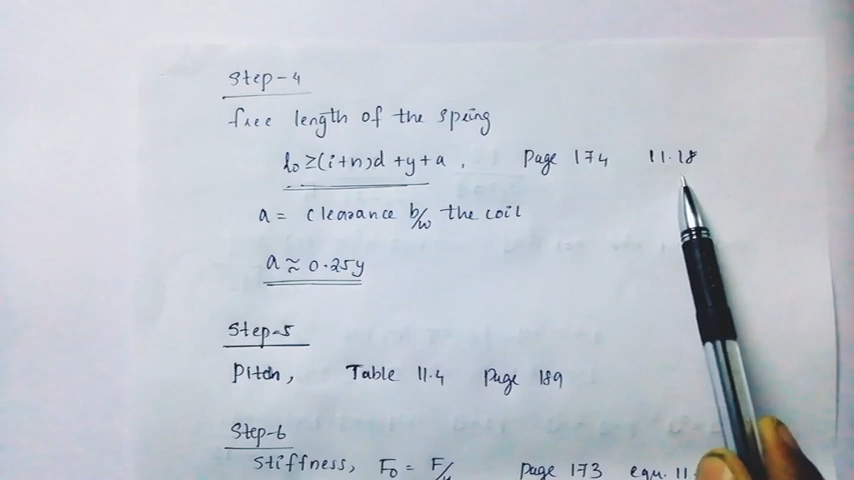 Step-4
free length of the spring
l₀ ≥ (i+n)d + y + a, Page 174 11.18
a = clearance b/w the coil
a ≈ 0.25y
Step-5
Pitch, Table 11.4 Page 189
Step-6
Stiffness, F₀ = F/y Page 173 equ. 11.